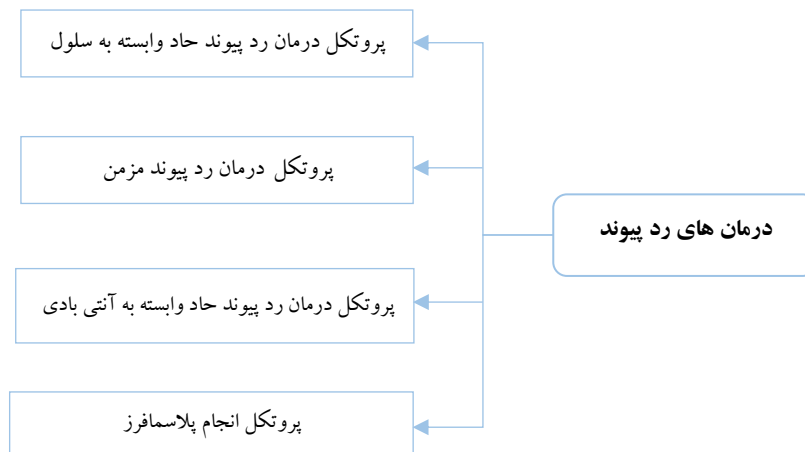 پروتکل درمان رد پیوند حاد وابسته به سلول
پروتکل درمان رد پیوند مزمن
درمان های رد پیوند
پروتکل درمان رد پیوند حاد وابسته به آنتی بادی
پروتکل انجام پلاسمافرز